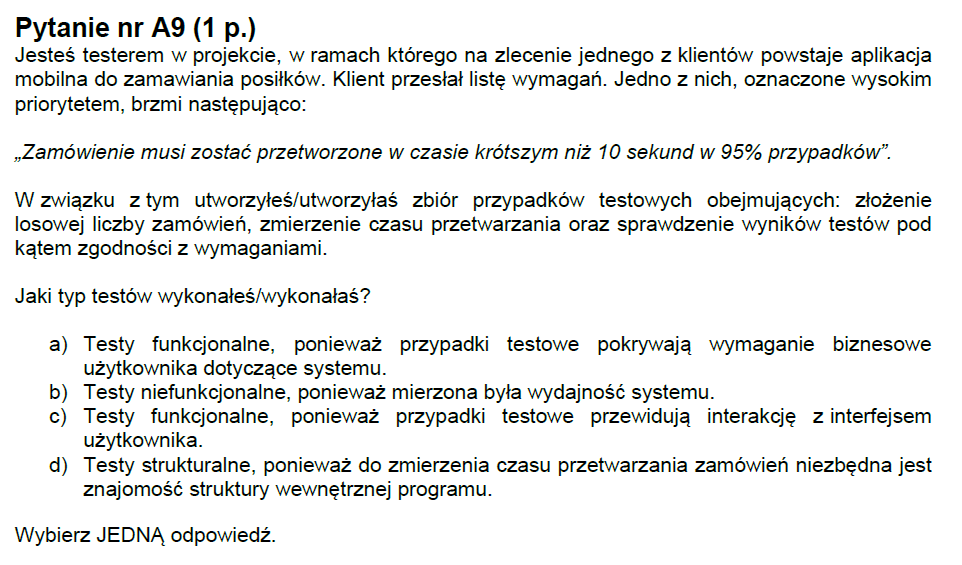 Pytanie nr A9 (1 p.)
Jesteś testerem w projekcie, w ramach którego na zlecenie jednego z klientów powstaje aplikacja
mobilna do zamawiania posiłków. Klient przesłał listę wymagań. Jedno z nich, oznaczone wysokim
priorytetem, brzmi następująco:
„Zamówienie musi zostać przetworzone w czasie krótszym niż 10 sekund w 95% przypadków”.
W związku z tym utworzyłeś/utworzyłaś zbiór przypadków testowych obejmujących: złożenie
losowej liczby zamówień, zmierzenie czasu przetwarzania oraz sprawdzenie wyników testów pod
kątem zgodności z wymaganiami.
Jaki typ testów wykonałeś/wykonałaś?
a) Testy funkcjonalne, ponieważ przypadki testowe pokrywają wymaganie biznesowe
użytkownika dotyczące systemu.
b) Testy niefunkcjonalne, ponieważ mierzona była wydajność systemu.
c) Testy funkcjonalne, ponieważ przypadki testowe przewidują interakcję z interfejsem
użytkownika.
d) Testy strukturalne, ponieważ do zmierzenia czasu przetwarzania zamówień niezbędna jest
znajomość struktury wewnętrznej programu.
Wybierz JEDNĄ odpowiedź.